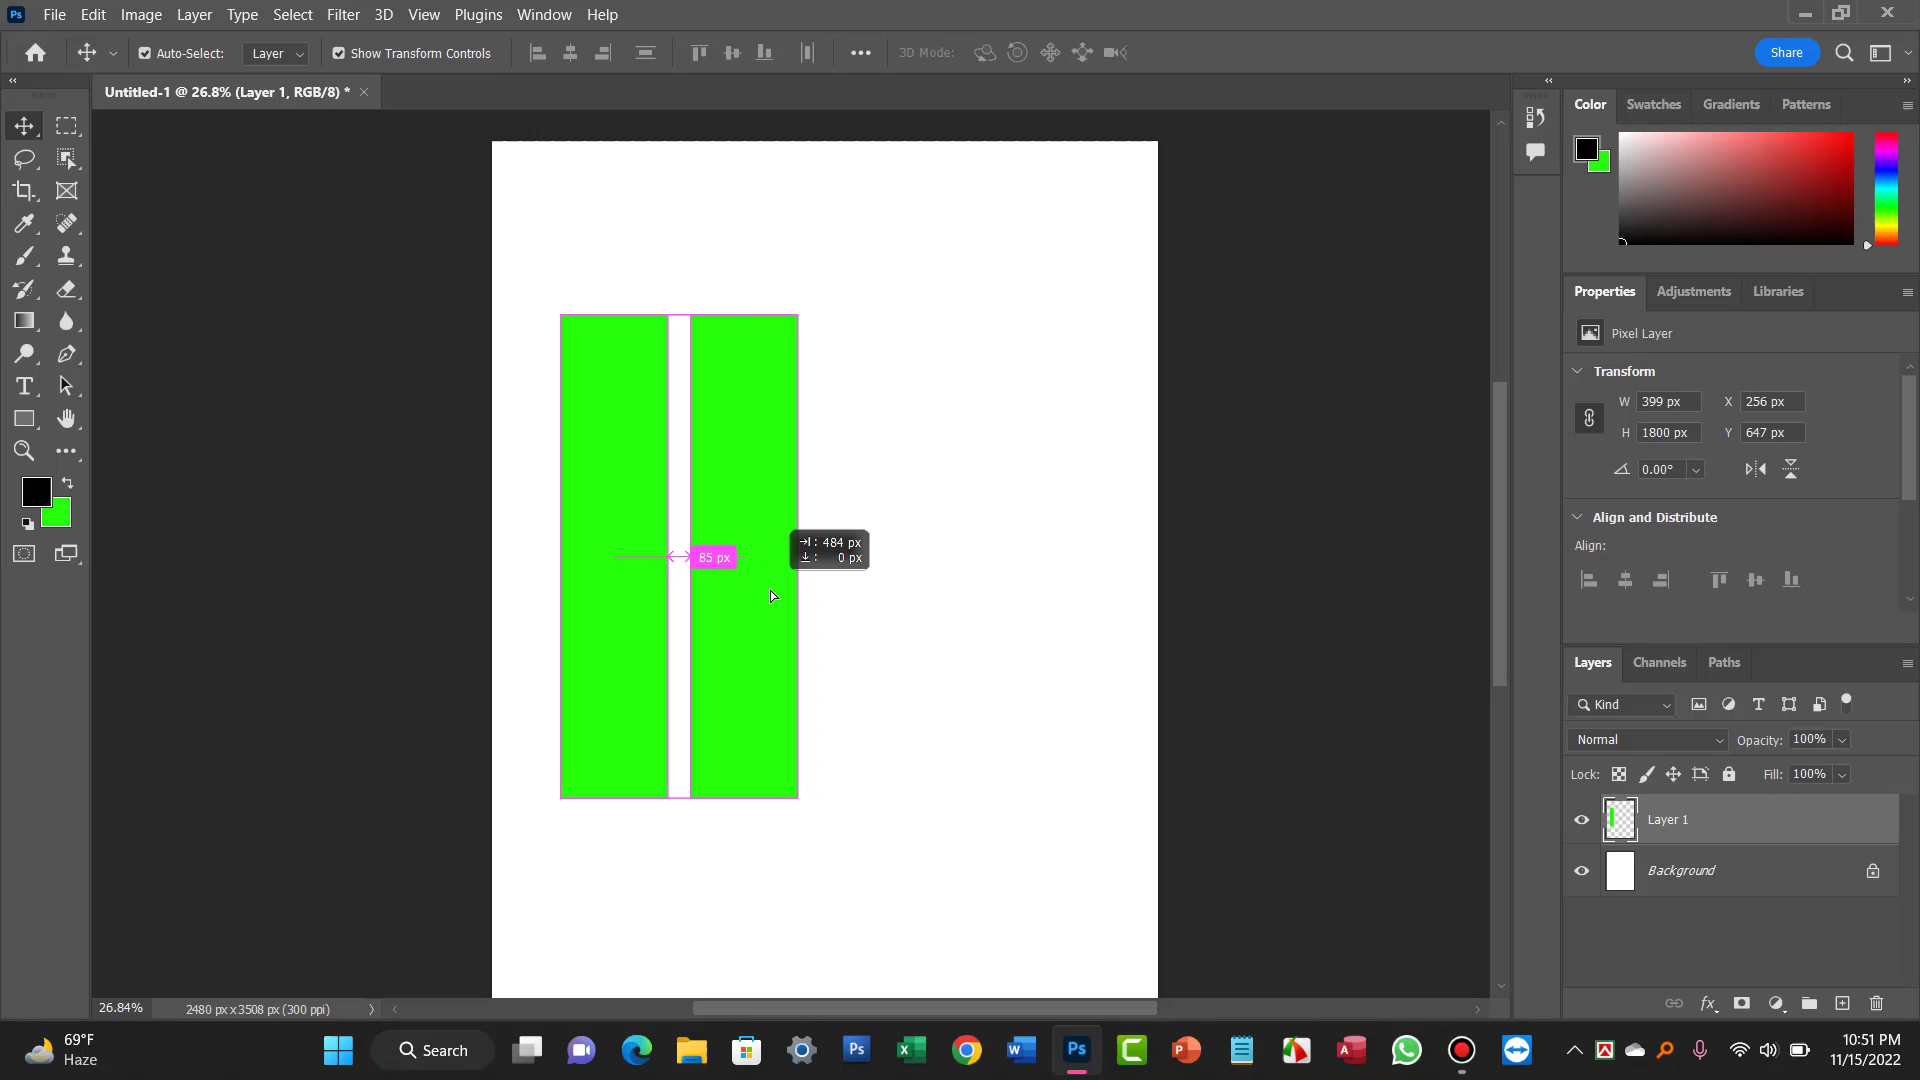 Ps File Edit Image Layer Type Select Filter 3D View Plugins Window Help
Auto-Select: Layer Show Transform Controls 3D Mode: Share
Untitled-1 @ 26.8% (Layer 1, RGB/8) *
Color Swatches Gradients Patterns
Properties Adjustments Libraries
Pixel Layer
Transform
W 399 px X 256 px
H 1800 px Y 647 px
0.00°
Align and Distribute
Align:
85 px
: 484 px
: 0 px
T
Layers Channels Paths
Kind
Normal Opacity: 100%
Lock: Fill: 100%
Layer 1
Background
fx
26.84% 2480 px x 3508 px (300 ppi)
69°F
Haze
Search
Ps
Ps
10:51 PM
11/15/2022